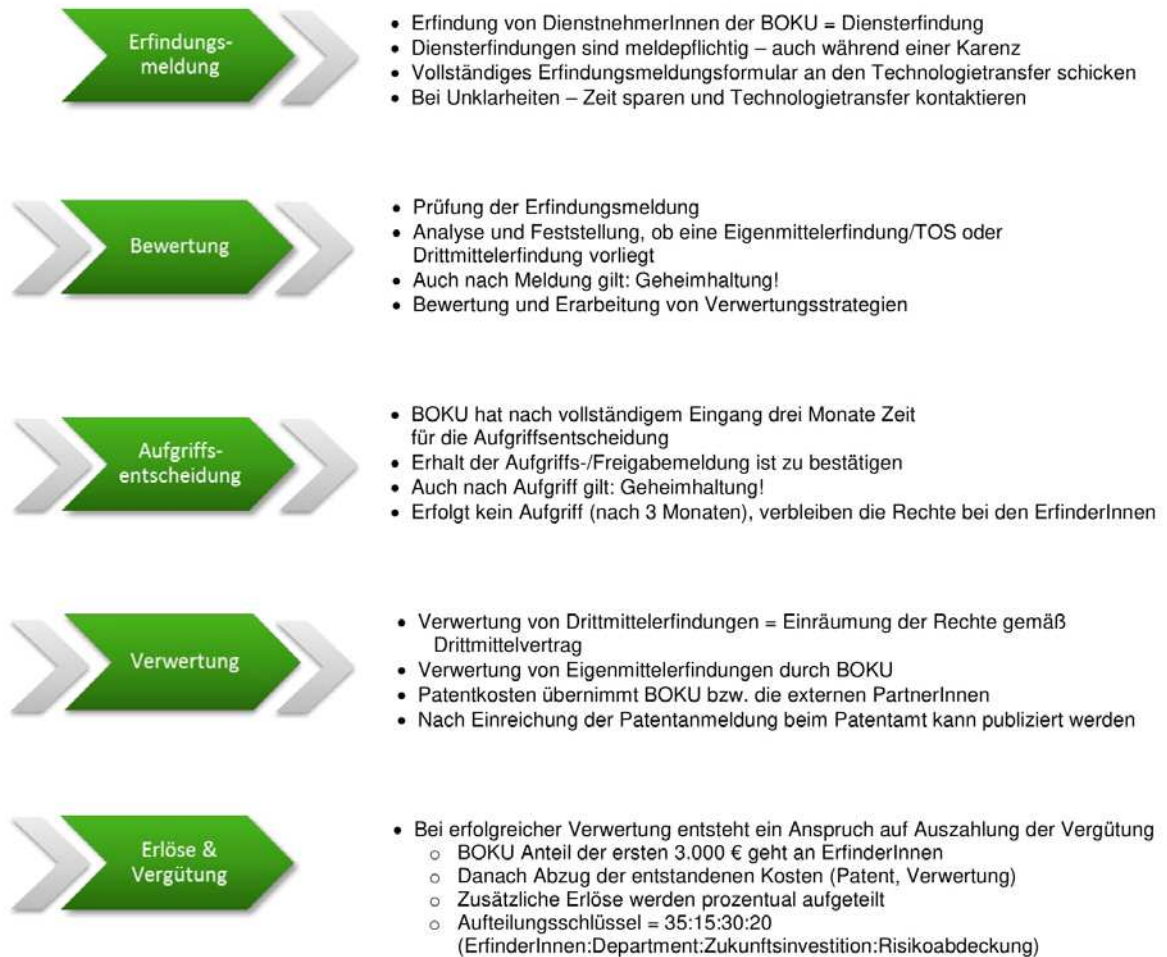 Erfindungs-
meldung
• Erfindung von DienstnehmerInnen der BOKU = Diensterfindung
• Diensterfindungen sind meldepflichtig – auch während einer Karenz
• Vollständiges Erfindungsmeldungsformular an den Technologietransfer schicken
• Bei Unklarheiten – Zeit sparen und Technologietransfer kontaktieren
Bewertung
• Prüfung der Erfindungsmeldung
• Analyse und Feststellung, ob eine Eigenmittelerfindung/TOS oder
Drittmittelerfindung vorliegt
• Auch nach Meldung gilt: Geheimhaltung!
• Bewertung und Erarbeitung von Verwertungsstrategien
Aufgriffs-
entscheidung
• BOKU hat nach vollständigem Eingang drei Monate Zeit
für die Aufgriffsentscheidung
• Erhalt der Aufgriffs-/Freigabemeldung ist zu bestätigen
• Auch nach Aufgriff gilt: Geheimhaltung!
• Erfolgt kein Aufgriff (nach 3 Monaten), verbleiben die Rechte bei den ErfinderInnen
Verwertung
• Verwertung von Drittmittelerfindungen = Einräumung der Rechte gemäß
Drittmittelvertrag
• Verwertung von Eigenmittelerfindungen durch BOKU
• Patentkosten übernimmt BOKU bzw. die externen PartnerInnen
• Nach Einreichung der Patentanmeldung beim Patentamt kann publiziert werden
Erlöse &
Vergütung
• Bei erfolgreicher Verwertung entsteht ein Anspruch auf Auszahlung der Vergütung
○ BOKU Anteil der ersten 3.000 € geht an ErfinderInnen
○ Danach Abzug der entstandenen Kosten (Patent, Verwertung)
○ Zusätzliche Erlöse werden prozentual aufgeteilt
○ Aufteilungsschlüssel = 35:15:30:20
(ErfinderInnen:Department:Zukunftsinvestition:Risikoabdeckung)